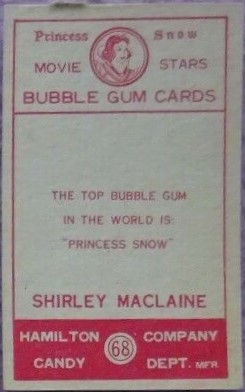 Princess Snow
MOVIE STARS
BUBBLE GUM CARDS
THE TOP BUBBLE GUM
IN THE WORLD IS
"PRINCESS SNOW"
SHIRLEY MACLAINE
HAMILTON 68 COMPANY
CANDY DEPT. MFR